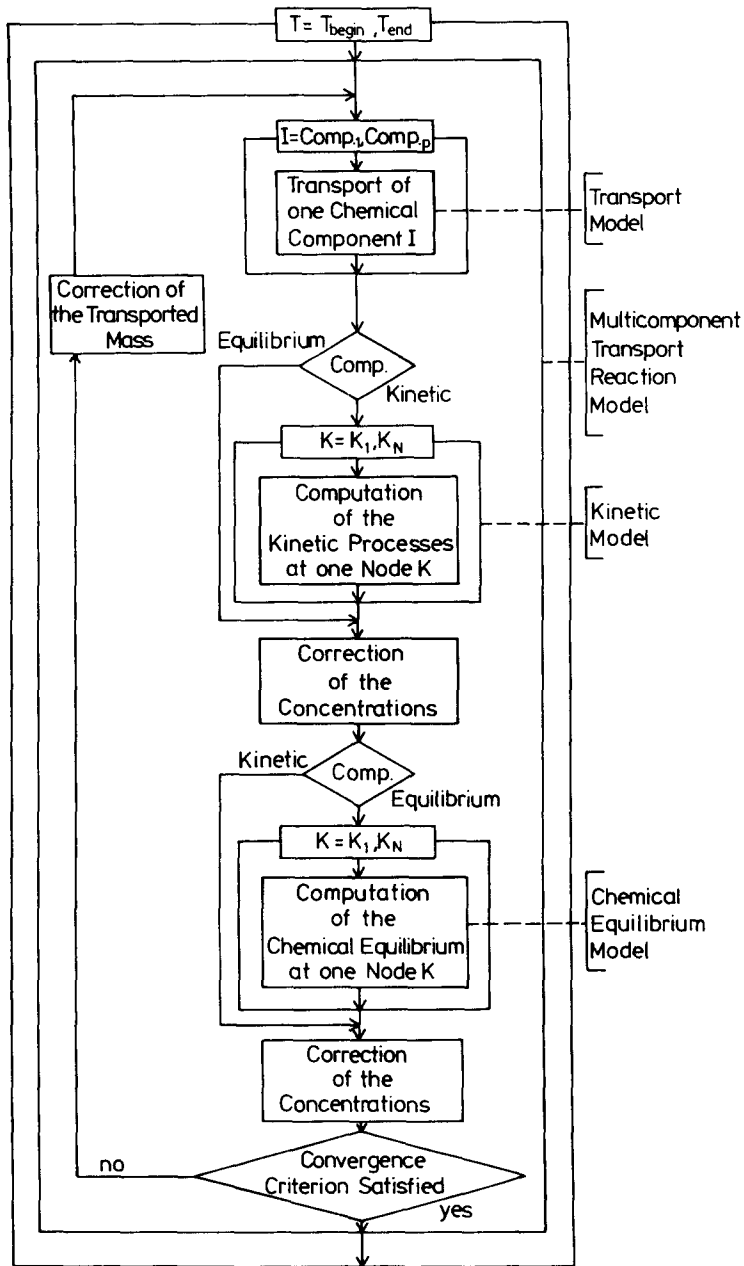 T = T_begin, T_end
I=Comp.1, Comp.p
Transport of
one Chemical
Component I
Transport
Model
Correction of
the Transported
Mass
Multicomponent
Transport
Reaction
Model
Equilibrium
Comp.
Kinetic
K = K_1, K_N
Computation
of the
Kinetic Processes
at one Node K
Kinetic
Model
Correction
of the
Concentrations
Kinetic
Comp.
Equilibrium
K = K_1, K_N
Computation
of the
Chemical Equilibrium
at one Node K
Chemical
Equilibrium
Model
Correction
of the
Concentrations
Convergence
Criterion Satisfied
no
yes